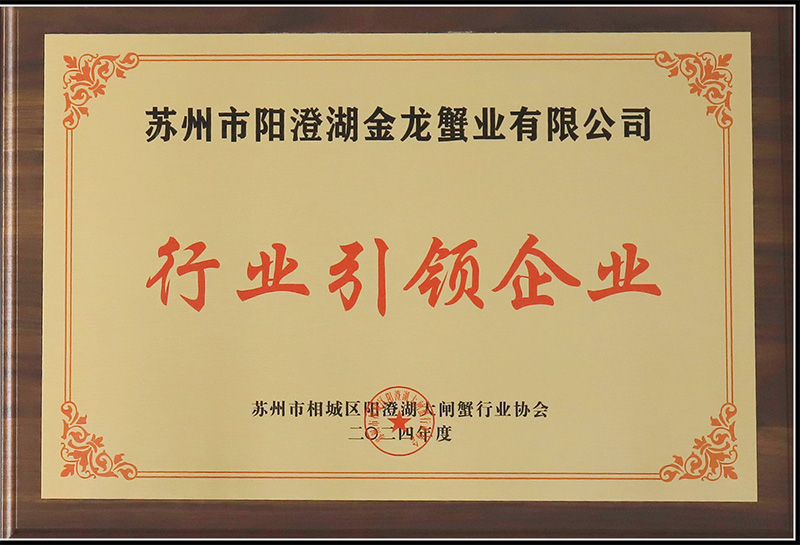 苏州市阳澄湖金龙蟹业有限公司
行业引领企业
苏州市相城区阳澄湖大闸蟹行业协会
二〇二四年度